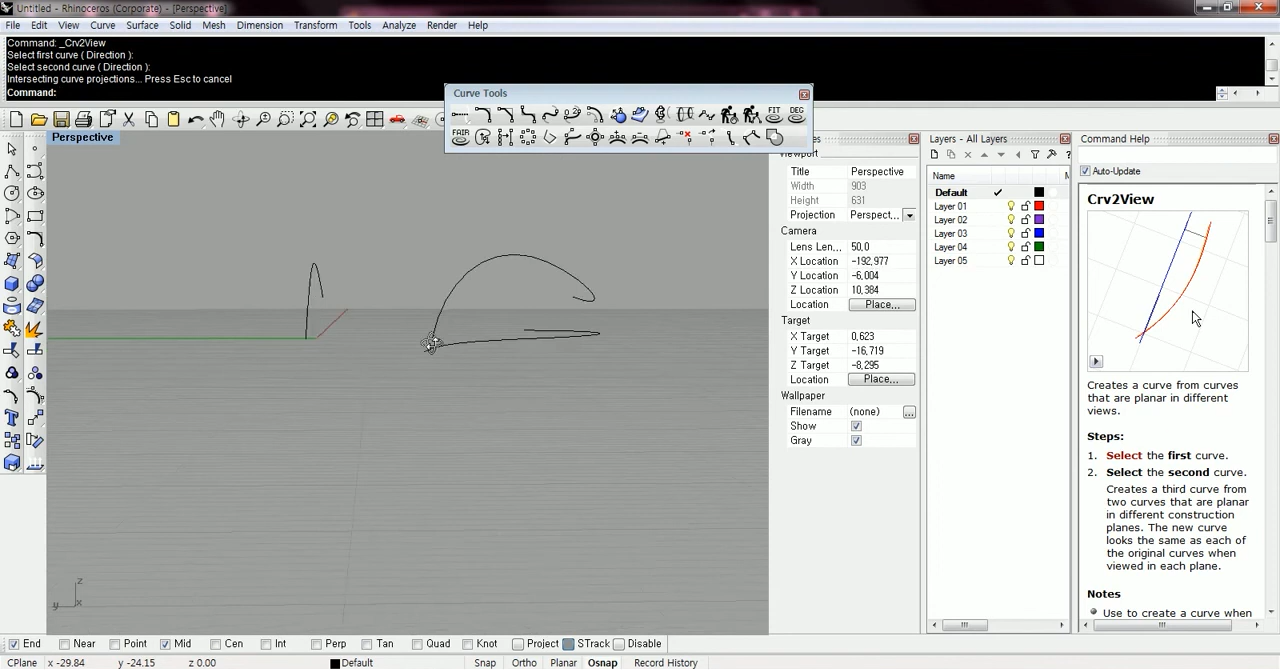 Untitled - Rhinoceros (Corporate) - [Perspective]
File Edit View Curve Surface Solid Mesh Dimension Transform Tools Analyze Render Help
Command: _Crv2View
Select first curve ( Direction ):
Select second curve ( Direction ):
Intersecting curve projections... Press Esc to cancel
Command:
Curve Tools
FIT DEG
FAIR
Perspective
Viewport
Title Perspective
Width 903
Height 631
Projection Perspect...
Camera
Lens Len... 50,0
X Location -192,977
Y Location -6,004
Z Location 10,384
Location Place...
Target
X Target 0,623
Y Target -16,719
Z Target -8,295
Location Place...
Wallpaper
Filename (none) ...
Show
Gray
Layers - All Layers
Name
Default
Layer 01
Layer 02
Layer 03
Layer 04
Layer 05
Command Help
Auto-Update
Crv2View
Creates a curve from curves
that are planar in different
views.
Steps:
1. Select the first curve.
2. Select the second curve.
Creates a third curve from
two curves that are planar
in different construction
planes. The new curve
looks the same as each of
the original curves when
viewed in each plane.
Notes
Use to create a curve when
z
y x
End Near Point Mid Cen Int Perp Tan Quad Knot Project STrack Disable
CPlane x -29.84 y -24.15 z 0.00 Default Snap Ortho Planar Osnap Record History